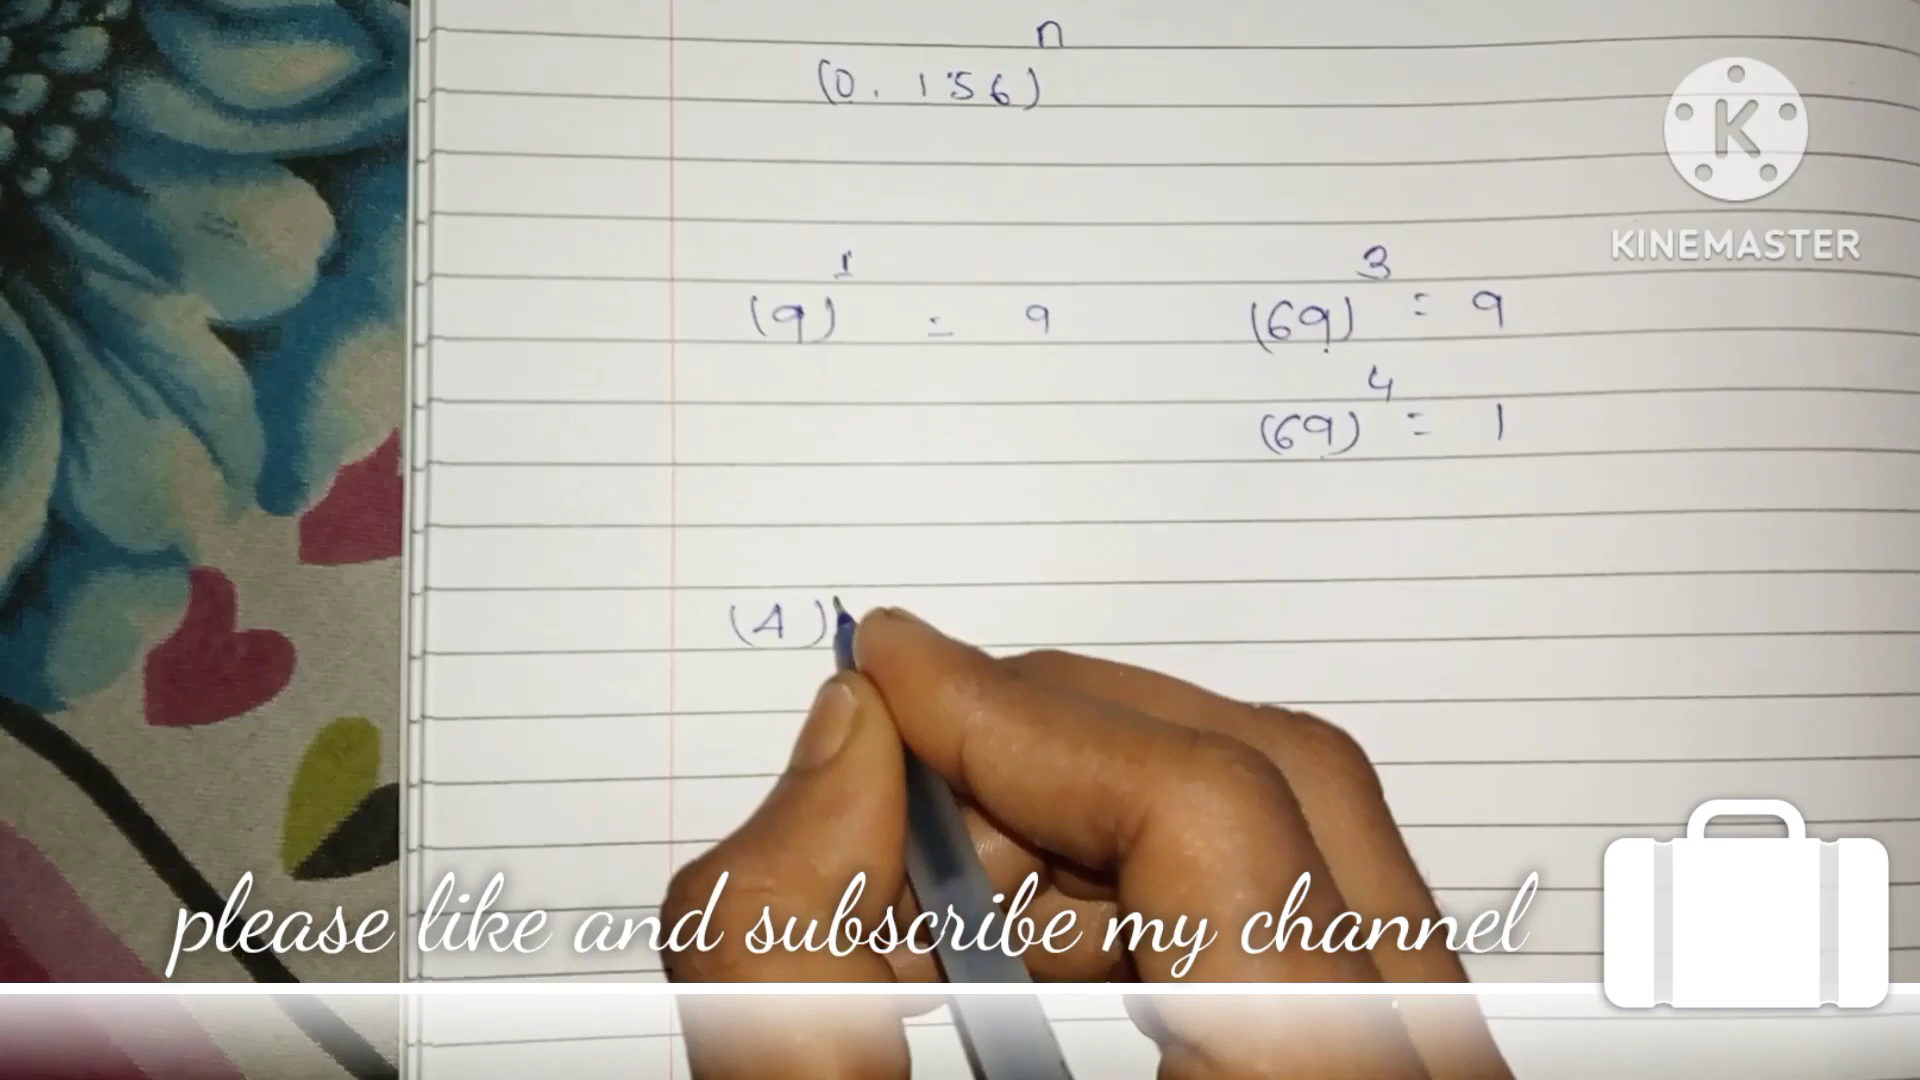 n
(0.156)
K
KINEMASTER
1 3
(9) = 9 (69) = 9
4
(69) = 1
(4)
please like and subscribe my channel